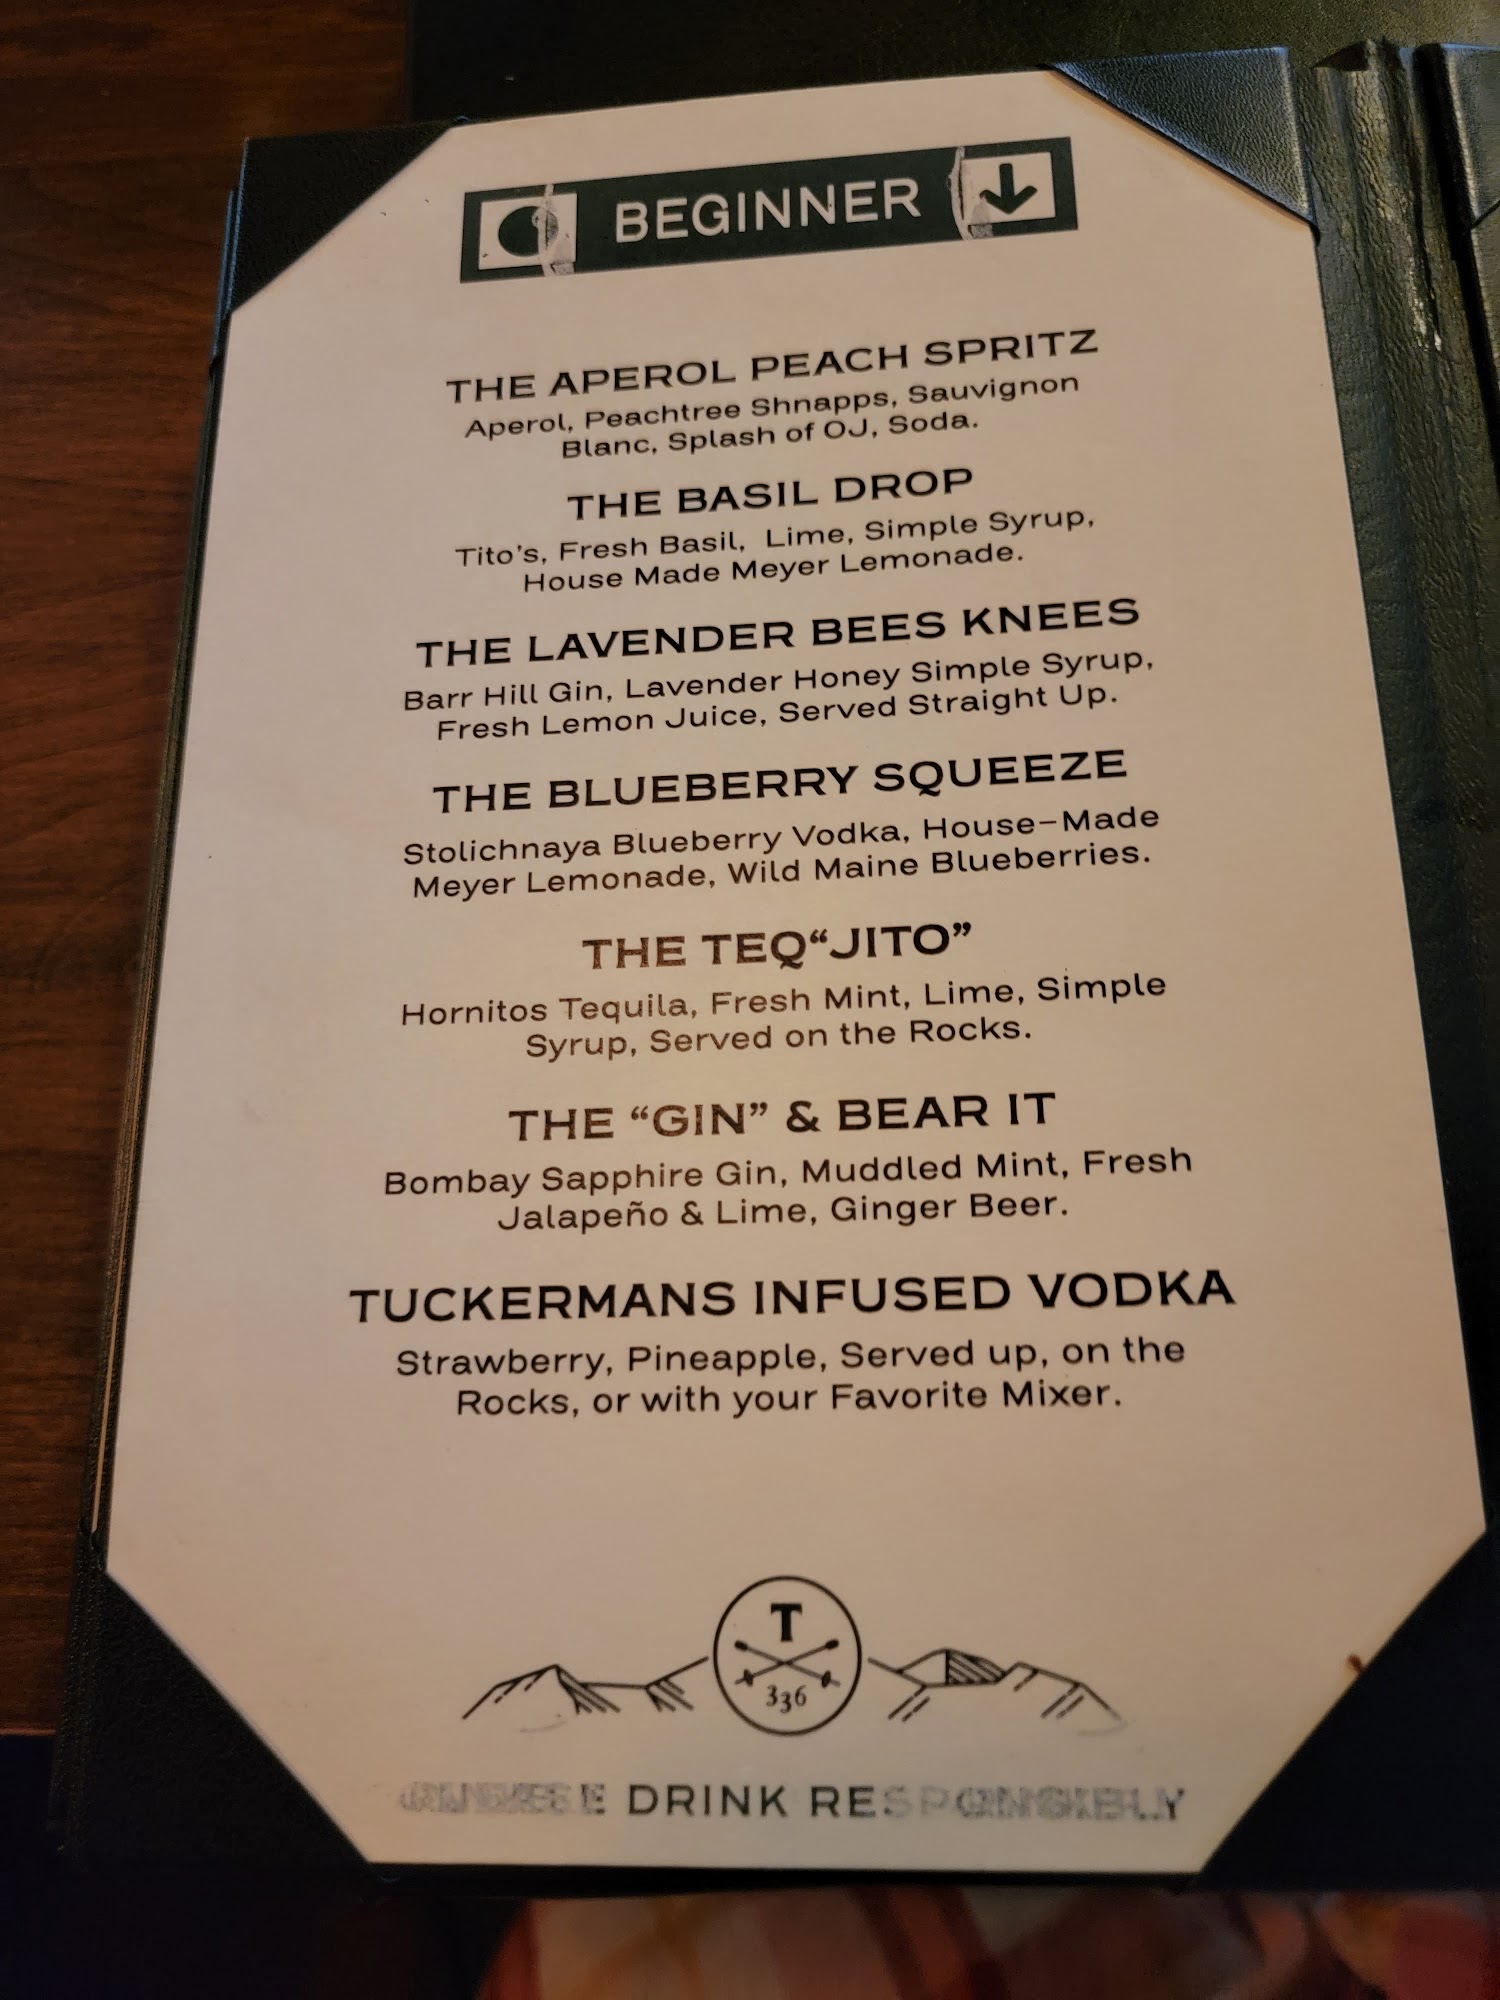 BEGINNER
THE APEROL PEACH SPRITZ
Aperol, Peachtree Shnapps, Sauvignon
Blanc, Splash of OJ, Soda.
THE BASIL DROP
Tito's, Fresh Basil, Lime, Simple Syrup,
House Made Meyer Lemonade.
THE LAVENDER BEES KNEES
Barr Hill Gin, Lavender Honey Simple Syrup,
Fresh Lemon Juice, Served Straight Up.
THE BLUEBERRY SQUEEZE
Stolichnaya Blueberry Vodka, House-Made
Meyer Lemonade, Wild Maine Blueberries.
THE TEQ“JITO”
Hornitos Tequila, Fresh Mint, Lime, Simple
Syrup, Served on the Rocks.
THE “GIN” & BEAR IT
Bombay Sapphire Gin, Muddled Mint, Fresh
Jalapeño & Lime, Ginger Beer.
TUCKERMANS INFUSED VODKA
Strawberry, Pineapple, Served up, on the
Rocks, or with your Favorite Mixer.
T
336
DRINK RESPONSIBLY